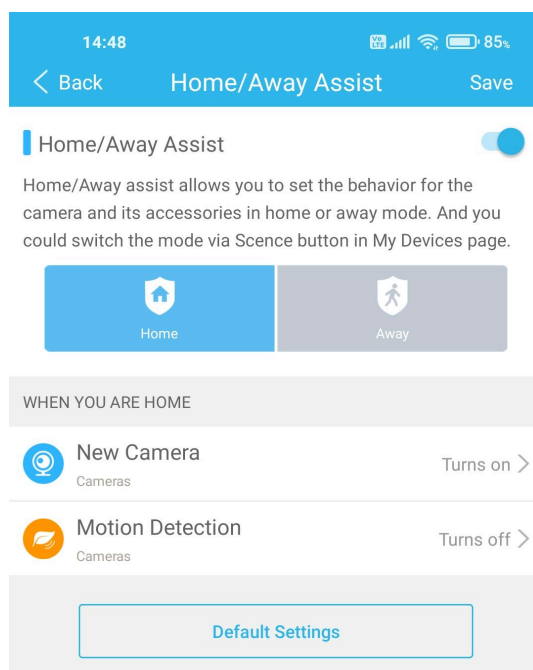 14:48
Vo LTE 85%
Back Home/Away Assist Save
Home/Away Assist
Home/Away assist allows you to set the behavior for the
camera and its accessories in home or away mode. And you
could switch the mode via Scence button in My Devices page.
Home Away
WHEN YOU ARE HOME
New Camera
Cameras
Turns on
Motion Detection
Cameras
Turns off
Default Settings